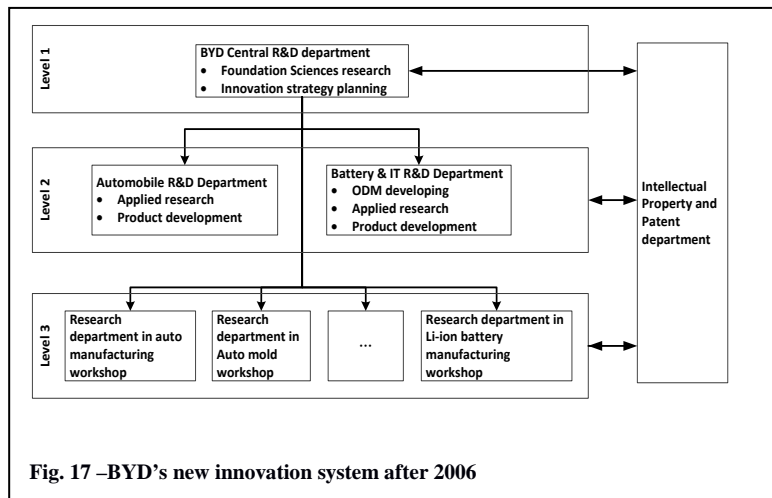 Level 1
BYD Central R&D department
• Foundation Sciences research
• Innovation strategy planning
Level 2
Automobile R&D Department
• Applied research
• Product development
Battery & IT R&D Department
• ODM developing
• Applied research
• Product development
Intellectual
Property and
Patent
department
Level 3
Research
department in auto
manufacturing
workshop
Research
department in
Auto mold
workshop
...
Research department in
Li-ion battery
manufacturing
workshop
Fig. 17 –BYD's new innovation system after 2006